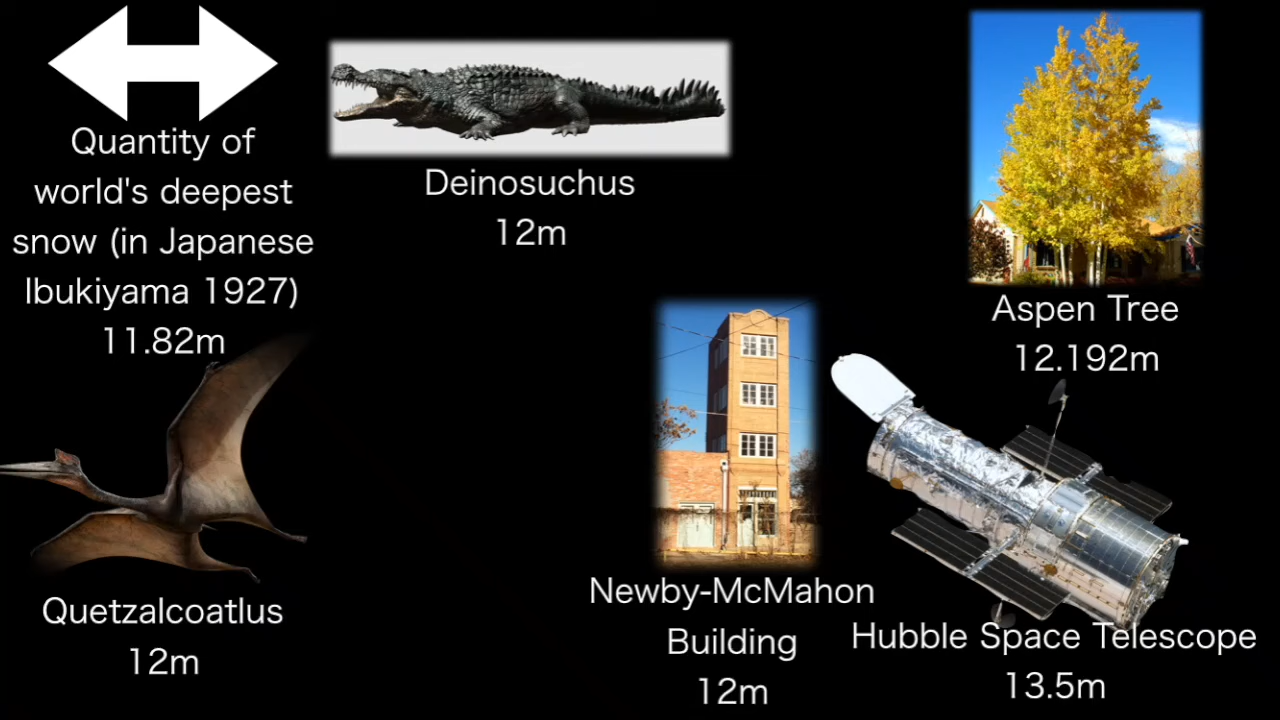 Quantity of
world's deepest
snow (in Japanese
Ibukiyama 1927)
11.82m
Deinosuchus
12m
Aspen Tree
12.192m
Quetzalcoatlus
12m
Newby-McMahon
Building
12m
Hubble Space Telescope
13.5m